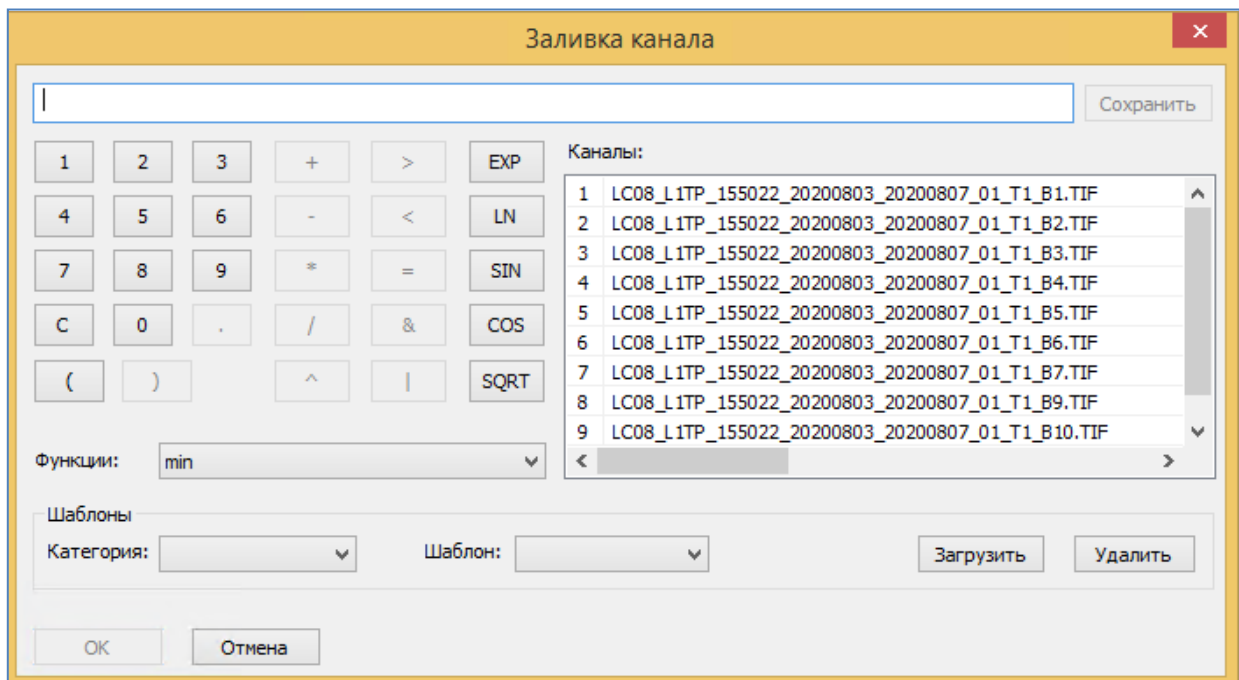 Заливка канала
Сохранить
1 2 3 + > EXP
4 5 6 - < LN
7 8 9 * = SIN
C 0 . / & COS
( ) ^ | SQRT
Функции: min
Каналы:
1 LC08_L1TP_155022_20200803_20200807_01_T1_B1.TIF
2 LC08_L1TP_155022_20200803_20200807_01_T1_B2.TIF
3 LC08_L1TP_155022_20200803_20200807_01_T1_B3.TIF
4 LC08_L1TP_155022_20200803_20200807_01_T1_B4.TIF
5 LC08_L1TP_155022_20200803_20200807_01_T1_B5.TIF
6 LC08_L1TP_155022_20200803_20200807_01_T1_B6.TIF
7 LC08_L1TP_155022_20200803_20200807_01_T1_B7.TIF
8 LC08_L1TP_155022_20200803_20200807_01_T1_B9.TIF
9 LC08_L1TP_155022_20200803_20200807_01_T1_B10.TIF
Шаблоны
Категория: Шаблон: Загрузить Удалить
OK Отмена